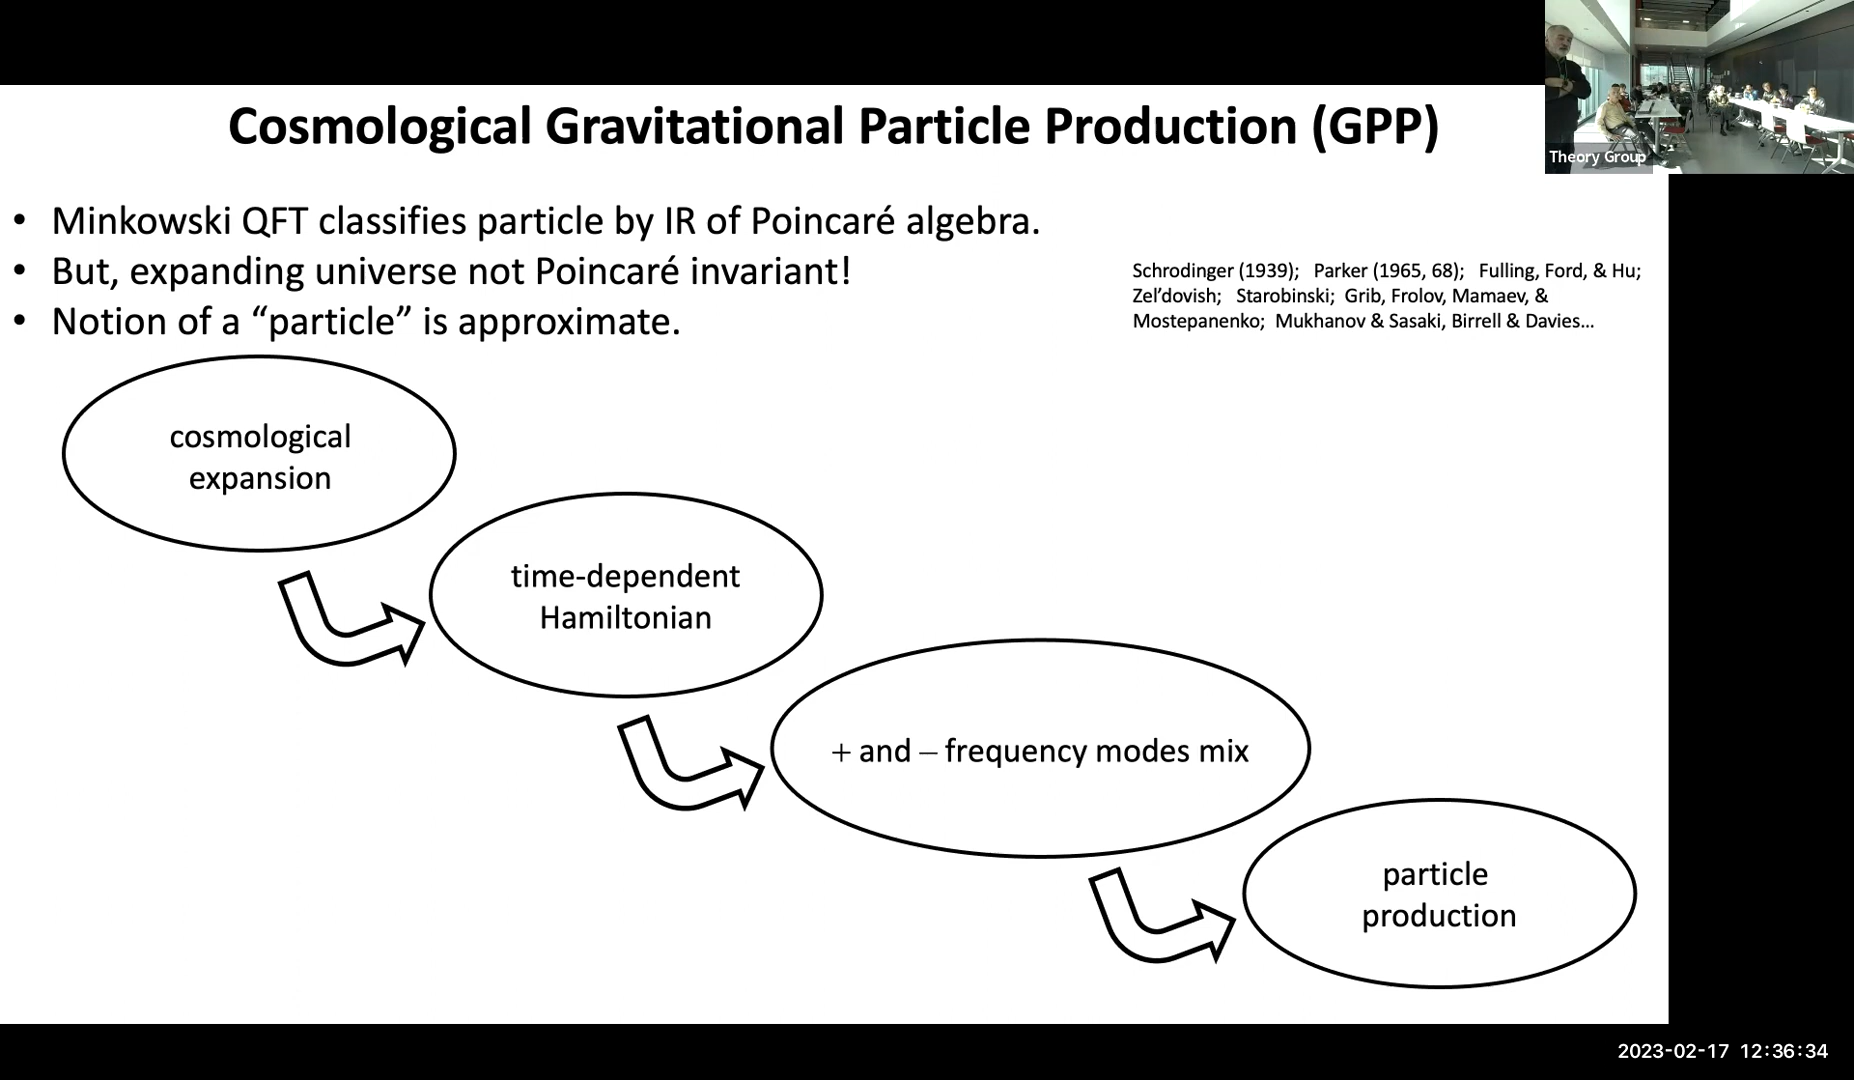 Theory Group
Cosmological Gravitational Particle Production (GPP)
• Minkowski QFT classifies particle by IR of Poincaré algebra.
• But, expanding universe not Poincaré invariant!
• Notion of a “particle” is approximate.
Schrodinger (1939); Parker (1965, 68); Fulling, Ford, & Hu;
Zel’dovish; Starobinski; Grib, Frolov, Mamaev, &
Mostepanenko; Mukhanov & Sasaki, Birrell & Davies...
cosmological
expansion
time-dependent
Hamiltonian
+ and – frequency modes mix
particle
production
2023-02-17 12:36:34